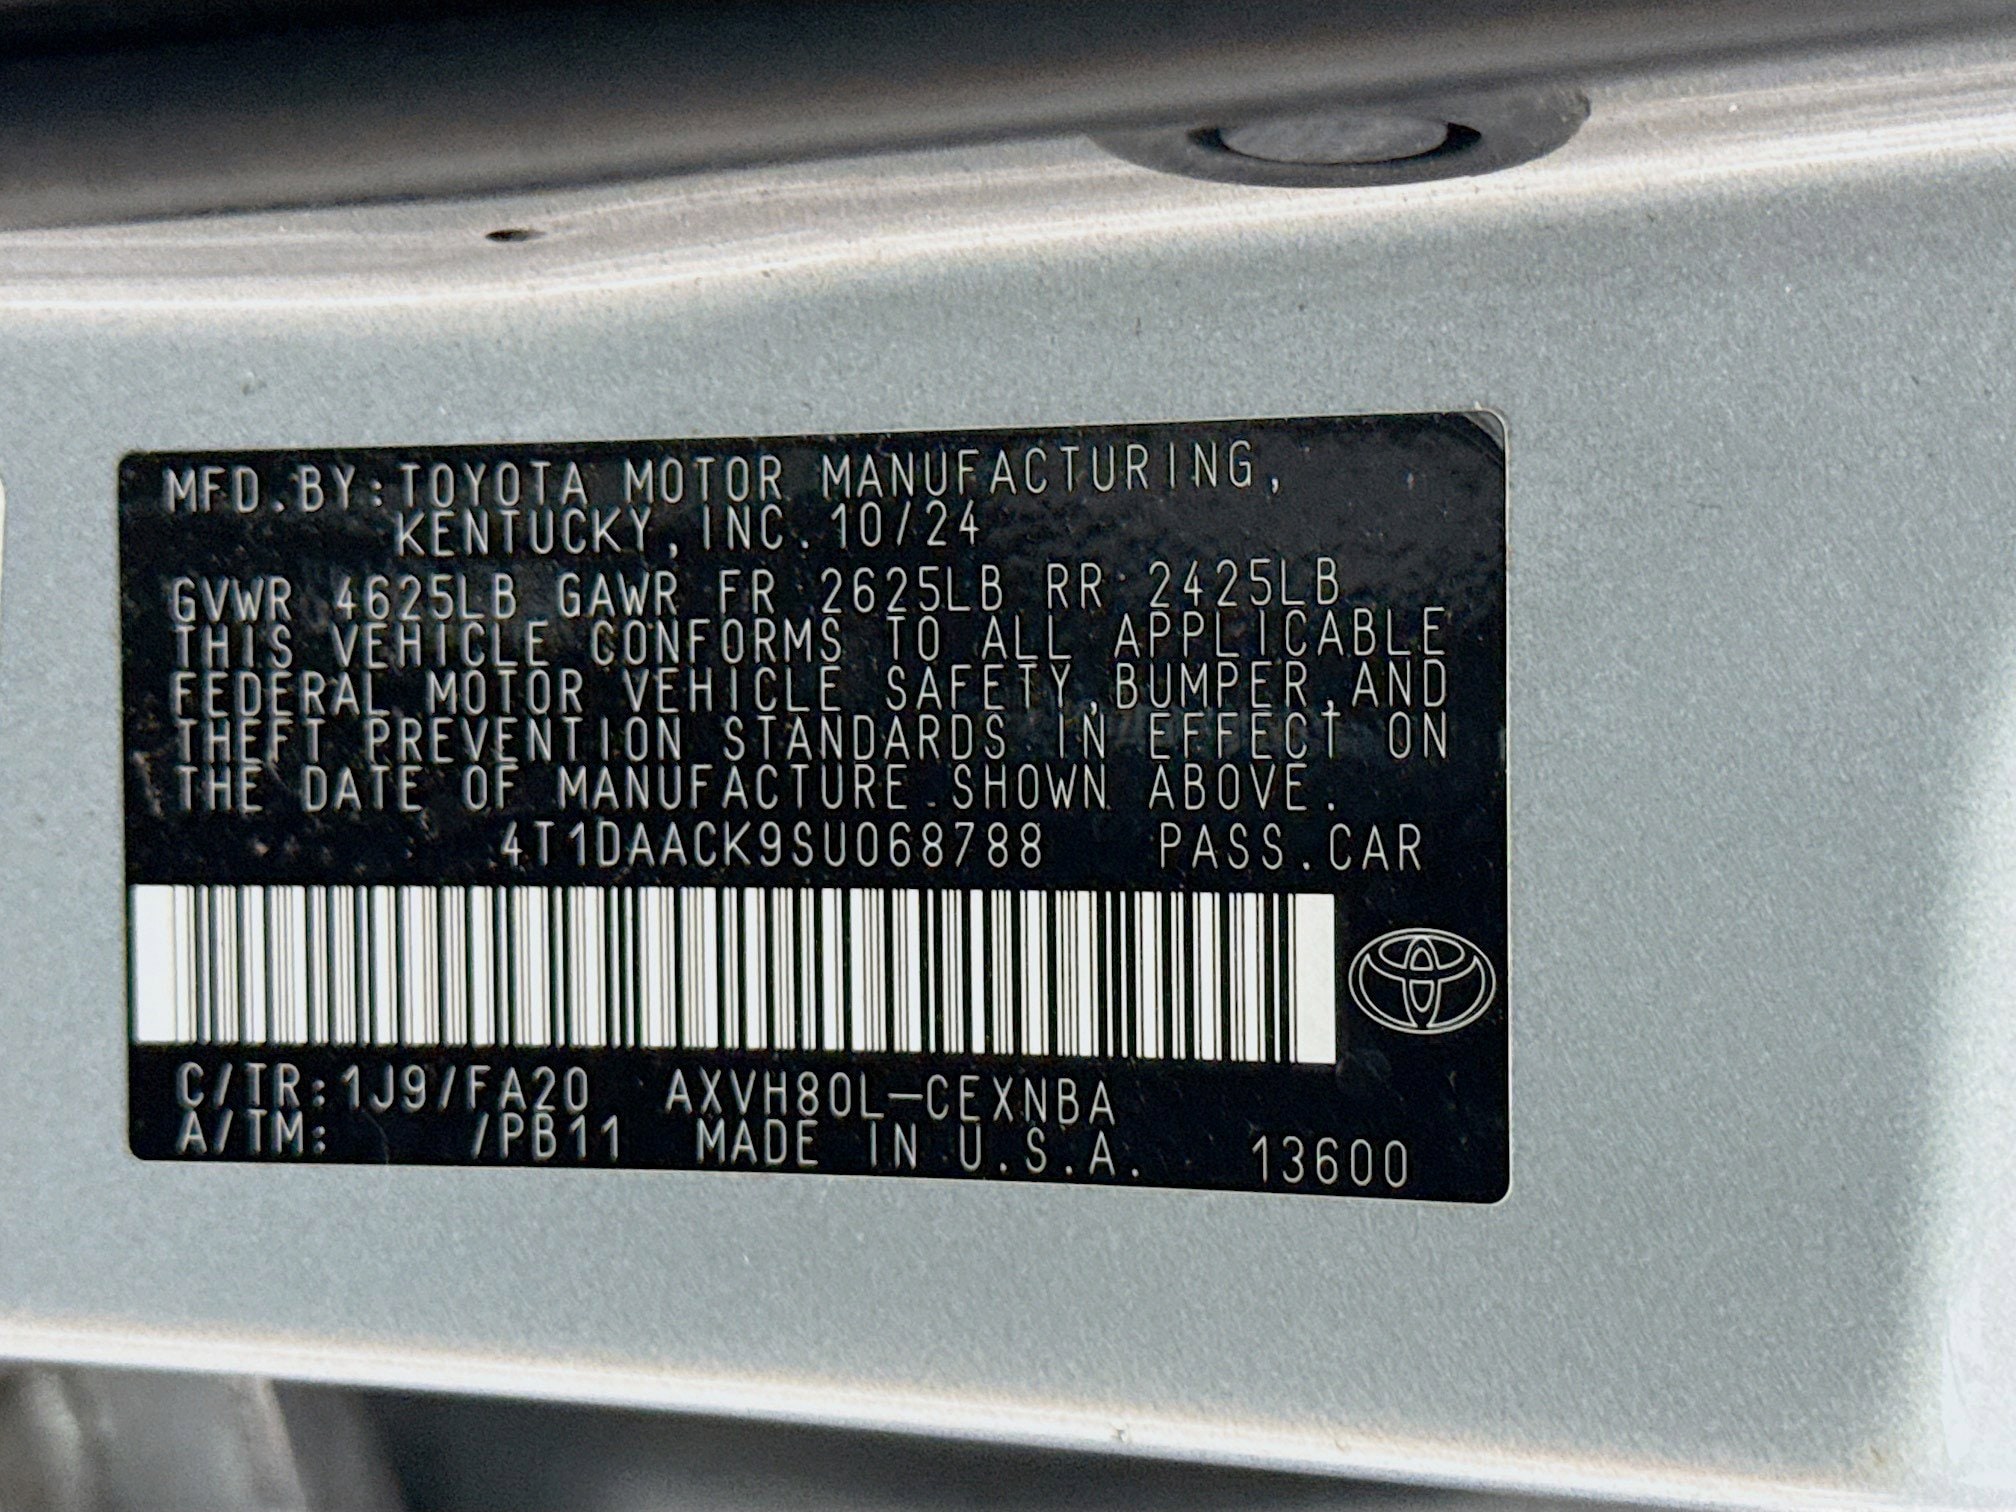 MFD.BY:TOYOTA MOTOR MANUFACTURING,
KENTUCKY,INC.10/24
GVWR 4625LB GAWR FR 2625LB RR 2425LB
THIS VEHICLE CONFORMS TO ALL APPLICABLE
FEDERAL MOTOR VEHICLE SAFETY,BUMPER,AND
THEFT PREVENTION STANDARDS IN EFFECT ON
THE DATE OF MANUFACTURE SHOWN ABOVE.
4T1DAACK9SU068788 PASS.CAR
C/TR:1J9/FA20 AXVH80L-CEXNBA
A/TM: /PB11 MADE IN U.S.A. 13600